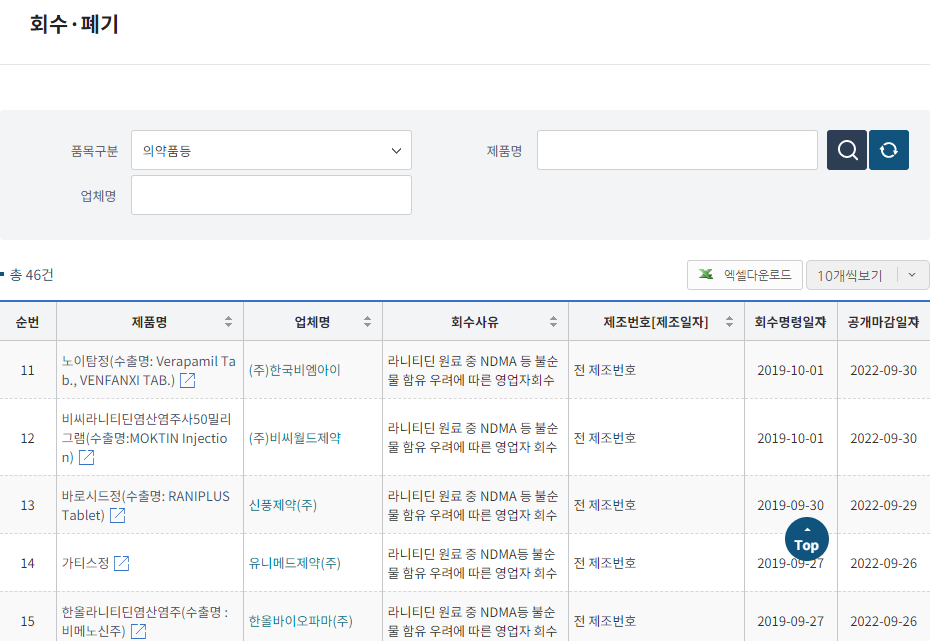 회수·폐기
품목구분 의약품등 제품명
업체명
총 46건 엑셀다운로드 10개씩보기
순번 제품명 업체명 회수사유 제조번호[제조일자] 회수명령일자 공개마감일자
11 노이탐정(수출명: Verapamil Ta (주)한국비엠아이 라니티딘 원료 중 NDMA 등 불순 전 제조번호 2019-10-01 2022-09-30
b., VENFANXI TAB.) 물 함유 우려에 따른 영업자회수
비씨라니티딘염산염주사50밀리
12 그램(수출명:MOKTIN Injectio (주)비씨월드제약 라니티딘 원료 중 NDMA 등 불순 전 제조번호 2019-10-01 2022-09-30
n) 물 함유 우려에 따른 영업자 회수
13 바로시드정(수출명: RANIPLUS 신풍제약(주) 라니티딘 원료 중 NDMA 등 불순 전 제조번호 2019-09-30 2022-09-29
Tablet) 물 함유 우려에 따른 영업자 회수
Top
14 가티스정 유니메드제약(주) 라니티딘 원료 중 NDMA등 불순 전 제조번호 2019-09-27 2022-09-26
물 함유 우려에 따른 영업자 회수
15 한올라니티딘염산염주(수출명 : 한올바이오파마(주) 라니티딘 원료 중 NDMA등 불순 전 제조번호 2019-09-27 2022-09-26
비메노신주) 물 함유 우려에 따른 영업자 회수